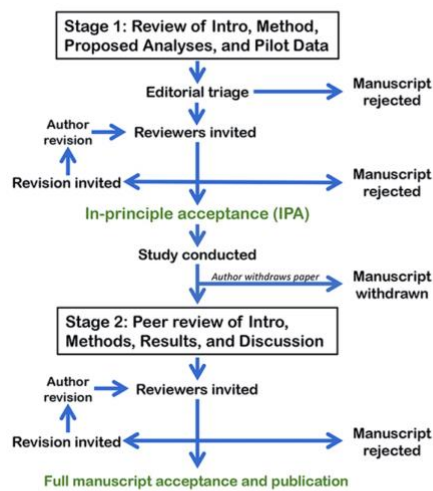 Stage 1: Review of Intro, Method,
Proposed Analyses, and Pilot Data
Editorial triage
Manuscript
rejected
Author
revision
Reviewers invited
Revision invited
Manuscript
rejected
In-principle acceptance (IPA)
Study conducted
Author withdraws paper
Manuscript
withdrawn
Stage 2: Peer review of Intro,
Methods, Results, and Discussion
Author
revision
Reviewers invited
Revision invited
Manuscript
rejected
Full manuscript acceptance and publication